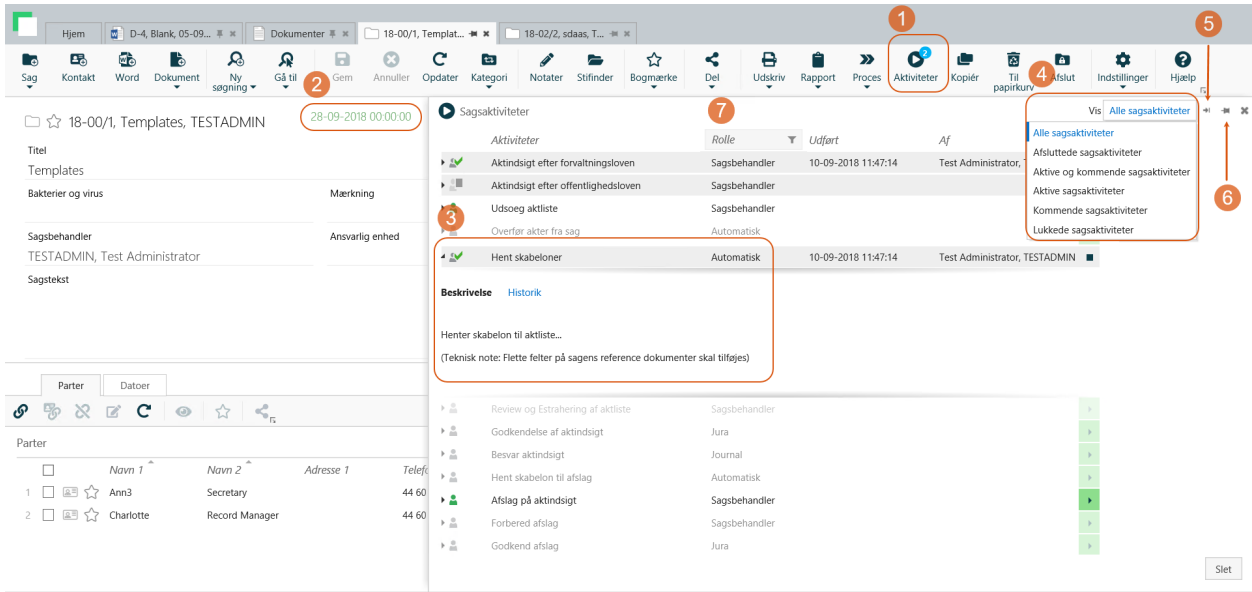 1
5
Hjem
D-4, Blank, 05-09...
Dokumenter
18-00/1, Templat...
18-02/2, sdaas, T...
Sag
Kontakt
Word
Dokument
Ny søgning
Gå til
Gem
Annuller
Opdater
Kategori
Notater
Stifinder
Bogmærke
Del
Udskriv
Rapport
Proces
2
Aktiviteter
Kopiér
Til papirkurv
Afslut
Indstillinger
Hjælp
2
4
7
18-00/1, Templates, TESTADMIN
28-09-2018 00:00:00
Sagsaktiviteter
Vis
Alle sagsaktiviteter
Alle sagsaktiviteter
Afsluttede sagsaktiviteter
Aktive og kommende sagsaktiviteter
Aktive sagsaktiviteter
Kommende sagsaktiviteter
Lukkede sagsaktiviteter
6
Titel
Templates
Bakterier og virus
Mærkning
Sagsbehandler
TESTADMIN, Test Administrator
Ansvarlig enhed
Sagstekst
Aktiviteter
Rolle
Udført
Af
Aktindsigt efter forvaltningsloven
Sagsbehandler
10-09-2018 11:47:14
Test Administrator,
Aktindsigt efter offentlighedsloven
Sagsbehandler
Udsoeg aktliste
Sagsbehandler
3
Overfør akter fra sag
Automatisk
Hent skabeloner
Automatisk
10-09-2018 11:47:14
Test Administrator, TESTADMIN
Beskrivelse
Historik
Henter skabelon til aktliste...
(Teknisk note: Flette felter på sagens reference dokumenter skal tilføjes)
Review og Estrahering af aktliste
Sagsbehandler
Godkendelse af aktindsigt
Jura
Besvar aktindsigt
Journal
Hent skabelon til afslag
Automatisk
Afslag på aktindsigt
Sagsbehandler
Forbered afslag
Sagsbehandler
Godkend afslag
Jura
Slet
Parter
Datoer
Parter
Navn 1
Navn 2
Adresse 1
Telefo
1
Ann3
Secretary
44 60
2
Charlotte
Record Manager
44 60